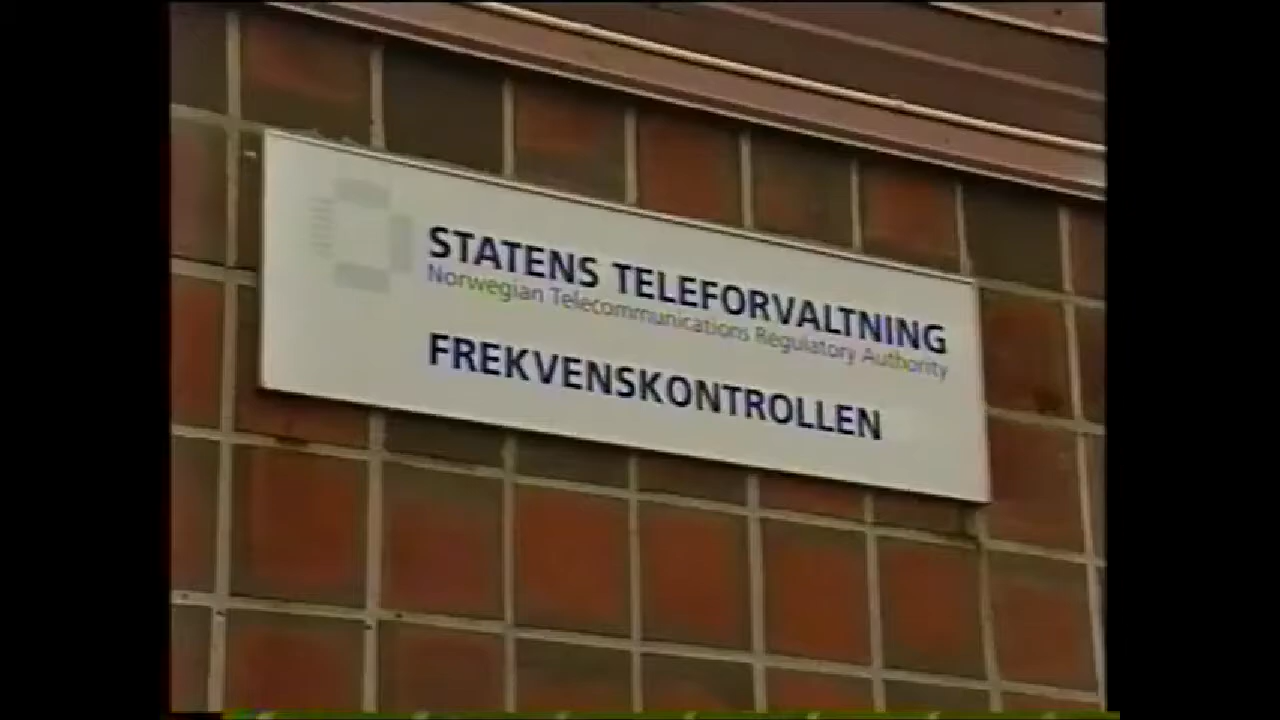 STATENS TELEFORVALTNING
Norwegian Telecommunications Regulatory Authority
FREKVENSKONTROLLEN